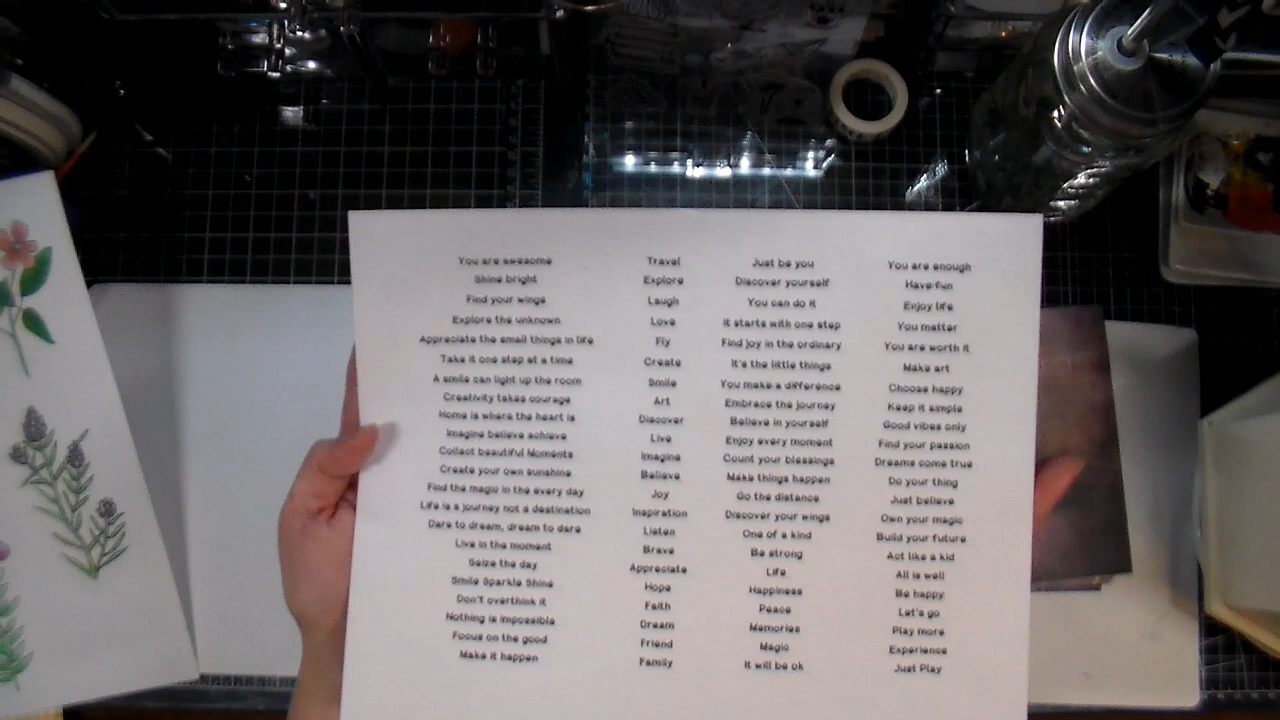 You are awesome
Shine bright
Find your wings
Explore the unknown
Appreciate the small things in life
Take it one step at a time
A smile can light up the room
Creativity takes courage
Home is where the heart is
Imagine believe achieve
Collect beautiful Moments
Create your own sunshine
Find the magic in the every day
Life is a journey not a destination
Dare to dream, dream to dare
Live in the moment
Seize the day
Smile Sparkle Shine
Don't overthink it
Nothing is impossible
Focus on the good
Make it happen
Travel
Explore
Laugh
Love
Fly
Create
Smile
Art
Discover
Live
Imagine
Believe
Joy
Inspiration
Listen
Brave
Appreciate
Hope
Faith
Dream
Friend
Family
Just be you
Discover yourself
You can do it
It starts with one step
Find joy in the ordinary
It's the little things
You make a difference
Embrace the journey
Believe in yourself
Enjoy every moment
Count your blessings
Make things happen
Go the distance
Discover your wings
One of a kind
Be strong
Life
Happiness
Peace
Memories
Magic
It will be ok
You are enough
Have fun
Enjoy life
You matter
You are worth it
Make art
Choose happy
Keep it simple
Good vibes only
Find your passion
Dreams come true
Do your thing
Just believe
Own your magic
Build your future
Act like a kid
All is well
Be happy
Let's go
Play more
Experience
Just Play